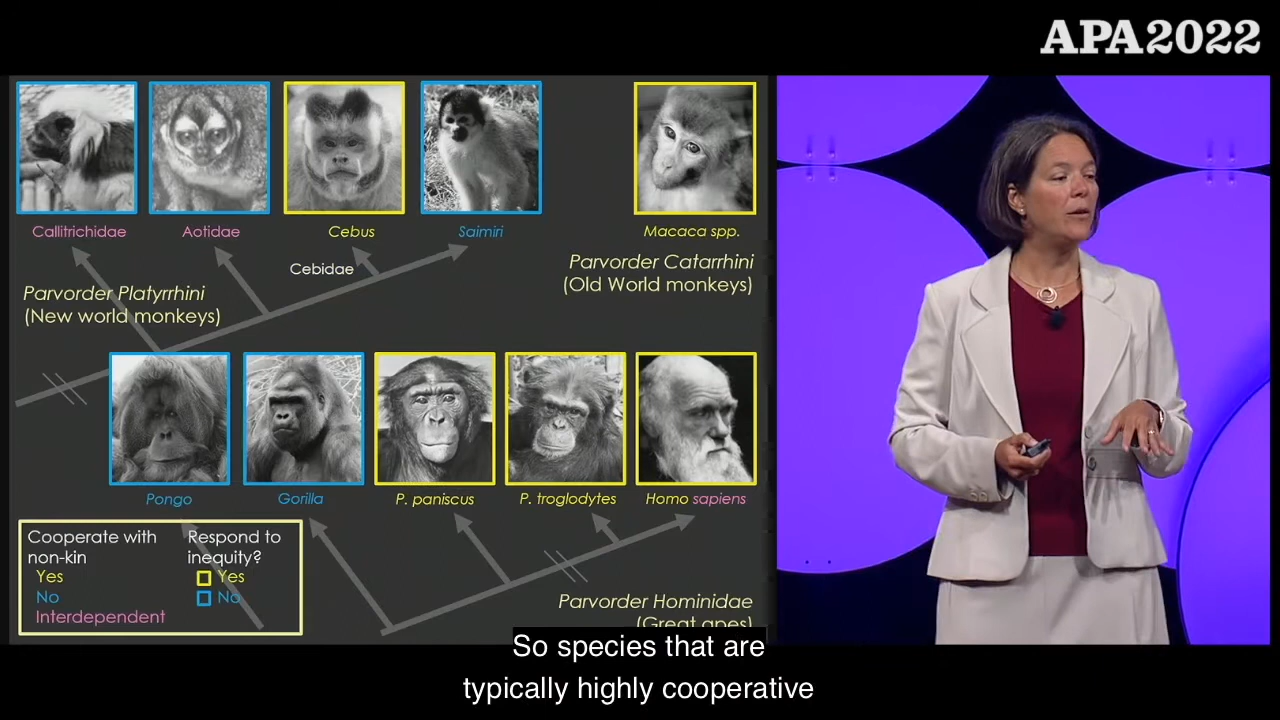 APA2022
Callitrichidae
Aotidae
Cebus
Saimiri
Macaca spp.
Cebidae
Parvorder Catarrhini
(Old World monkeys)
Parvorder Platyrrhini
(New world monkeys)
Pongo
Gorilla
P. paniscus
P. troglodytes
Homo sapiens
Cooperate with
non-kin
Yes
No
Interdependent
Respond to
inequity?
Yes
No
Parvorder Hominidae
(Great apes)
So species that are
typically highly cooperative